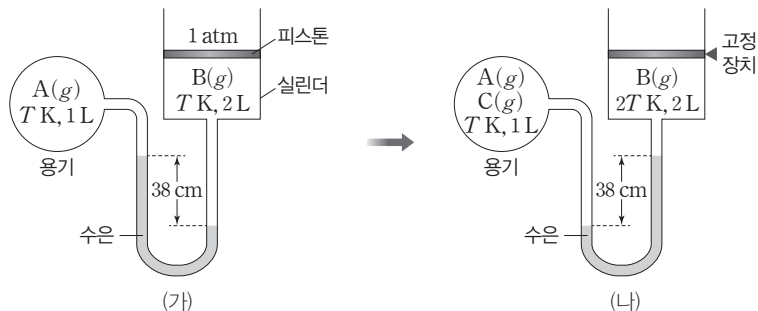 1 atm
피스톤
A(g)
T K, 1 L
B(g)
T K, 2 L
실린더
용기
38 cm
수은
(가)
고정
장치
A(g)
C(g)
T K, 1 L
B(g)
2T K, 2 L
용기
38 cm
수은
(나)